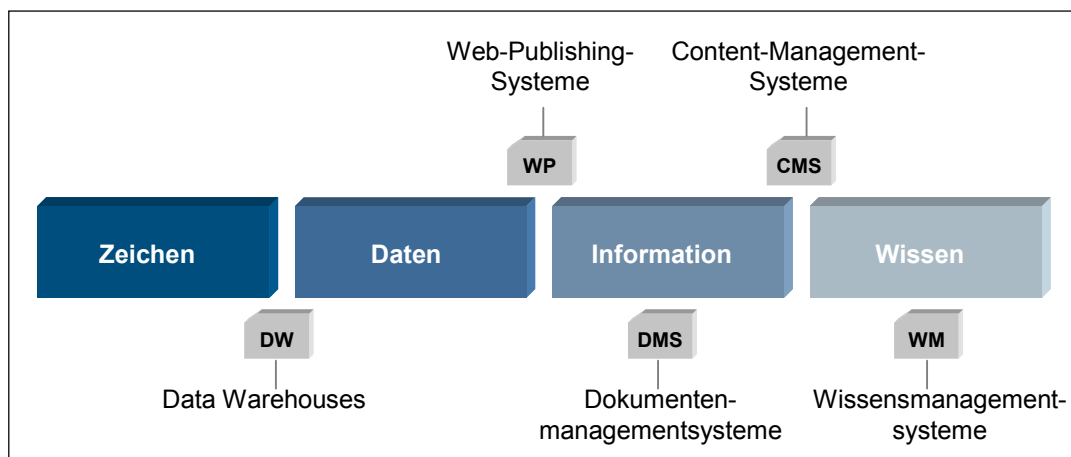 Web-Publishing-
Systeme
Content-Management-
Systeme
WP
CMS
Zeichen
Daten
Information
Wissen
DW
DMS
WM
Data Warehouses
Dokumenten-
managementsysteme
Wissensmanagement-
systeme